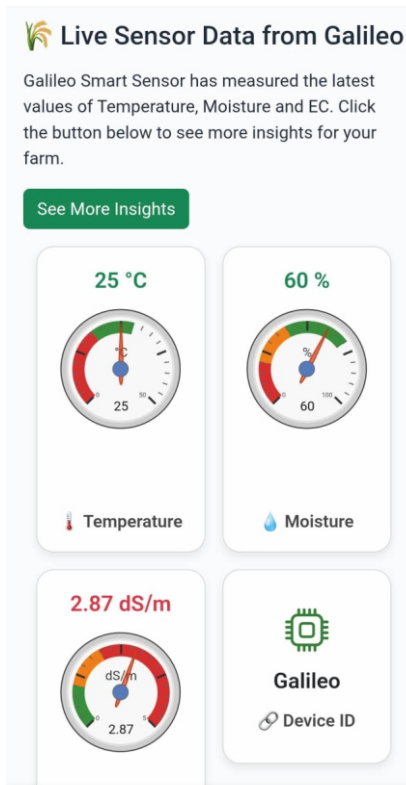 Live Sensor Data from Galileo
Galileo Smart Sensor has measured the latest
values of Temperature, Moisture and EC. Click
the button below to see more insights for your
farm.
See More Insights
25 °C
°C
0
50
25
Temperature
60 %
%
0
100
60
Moisture
2.87 dS/m
dS/m
0
5
2.87
Galileo
Device ID